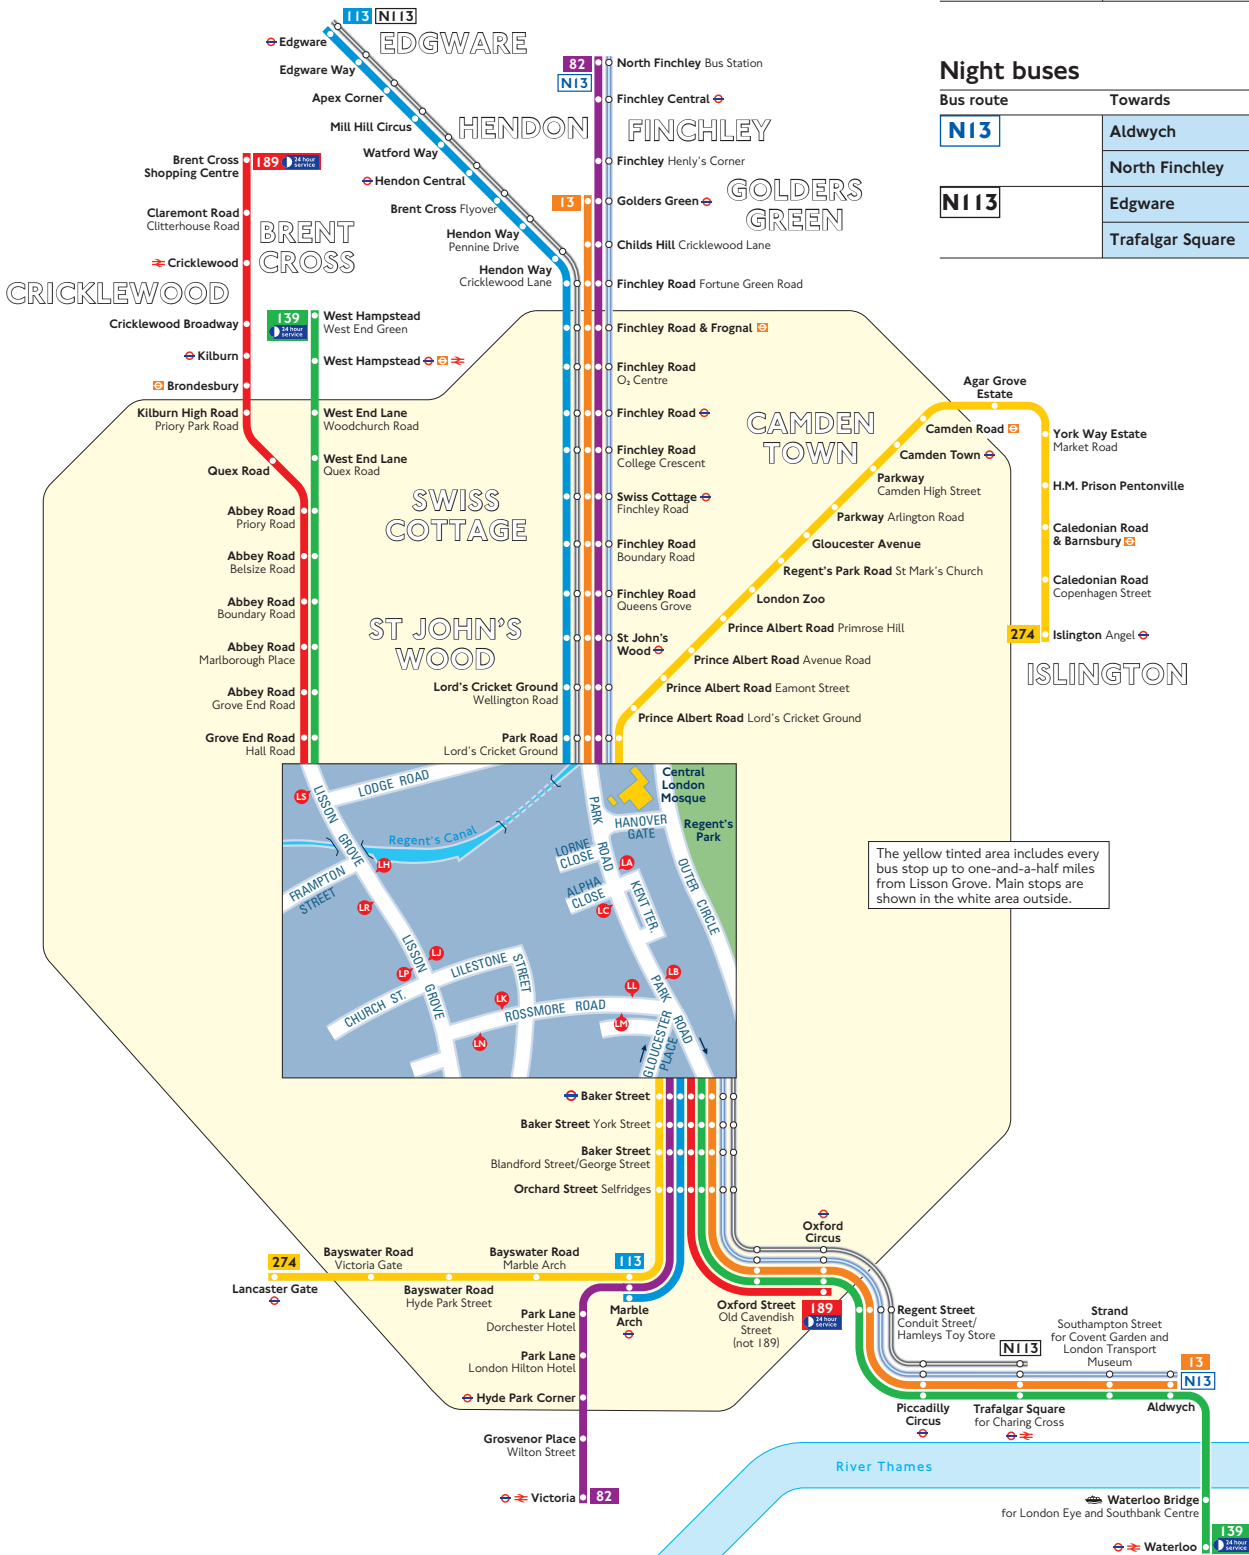 113 N113
EDGWARE
Edgware
Edgware Way
Apex Corner
Mill Hill Circus
Watford Way
Hendon Central
Brent Cross Flyover
Hendon Way
Pennine Drive
Hendon Way
Cricklewood Lane
82
N13
North Finchley Bus Station
Finchley Central
HENDON
FINCHLEY
Finchley Henly's Corner
GOLDERS
GREEN
13
Golders Green
Childs Hill Cricklewood Lane
Finchley Road Fortune Green Road
Finchley Road & Frognal
Finchley Road
O₂ Centre
Finchley Road
Finchley Road
College Crescent
Swiss Cottage
Finchley Road
Finchley Road
Boundary Road
Finchley Road
Queens Grove
St John's
Wood
Lord's Cricket Ground
Wellington Road
Park Road
Lord's Cricket Ground
Night buses
Bus route Towards
N13 Aldwych
North Finchley
N113 Edgware
Trafalgar Square
Brent Cross
Shopping Centre
189 24 hour
service
Claremont Road
Clitterhouse Road
BRENT
CROSS
Cricklewood
CRICKLEWOOD
Cricklewood Broadway
Kilburn
Brondesbury
Kilburn High Road
Priory Park Road
Quex Road
139
24 hour
service
West Hampstead
West End Green
West Hampstead
West End Lane
Woodchurch Road
West End Lane
Quex Road
Abbey Road
Priory Road
Abbey Road
Belsize Road
Abbey Road
Boundary Road
Abbey Road
Marlborough Place
Abbey Road
Grove End Road
Grove End Road
Hall Road
SWISS
COTTAGE
ST JOHN'S
WOOD
CAMDEN
TOWN
Agar Grove
Estate
Camden Road
Camden Town
Parkway
Camden High Street
Parkway Arlington Road
Gloucester Avenue
Regent's Park Road St Mark's Church
London Zoo
Prince Albert Road Primrose Hill
Prince Albert Road Avenue Road
Prince Albert Road Eamont Street
Prince Albert Road Lord's Cricket Ground
York Way Estate
Market Road
H.M. Prison Pentonville
Caledonian Road
& Barnsbury
Caledonian Road
Copenhagen Street
274
Islington Angel
ISLINGTON
LODGE ROAD
LS
LISSON GROVE
Regent's Canal
FRAMPTON
STREET
LH
LR
LISSON GROVE
LJ
LP
CHURCH ST.
LILESTONE STREET
LK
LN
ROSSMORE ROAD
LL
LM
LB
PARK ROAD
GLOUCESTER
PLACE
PARK ROAD
LORNE
CLOSE
ALPHA
CLOSE
LA
LC
KENT TER.
HANOVER
GATE
OUTER CIRCLE
Central
London
Mosque
Regent's
Park
The yellow tinted area includes every
bus stop up to one-and-a-half miles
from Lisson Grove. Main stops are
shown in the white area outside.
Baker Street
Baker Street York Street
Baker Street
Blandford Street/George Street
Orchard Street Selfridges
274
Lancaster Gate
Bayswater Road
Victoria Gate
Bayswater Road
Hyde Park Street
Bayswater Road
Marble Arch
113
Marble
Arch
Park Lane
Dorchester Hotel
Park Lane
London Hilton Hotel
Hyde Park Corner
Grosvenor Place
Wilton Street
Victoria
82
Oxford
Circus
Oxford Street
Old Cavendish
Street
(not 189)
189
24 hour
service
Regent Street
Conduit Street/
Hamleys Toy Store
N113
Strand
Southampton Street
for Covent Garden and
London Transport
Museum
13
N13
Piccadilly
Circus
Trafalgar Square
for Charing Cross
Aldwych
River Thames
Waterloo Bridge
for London Eye and Southbank Centre
Waterloo
139
24 hour
service